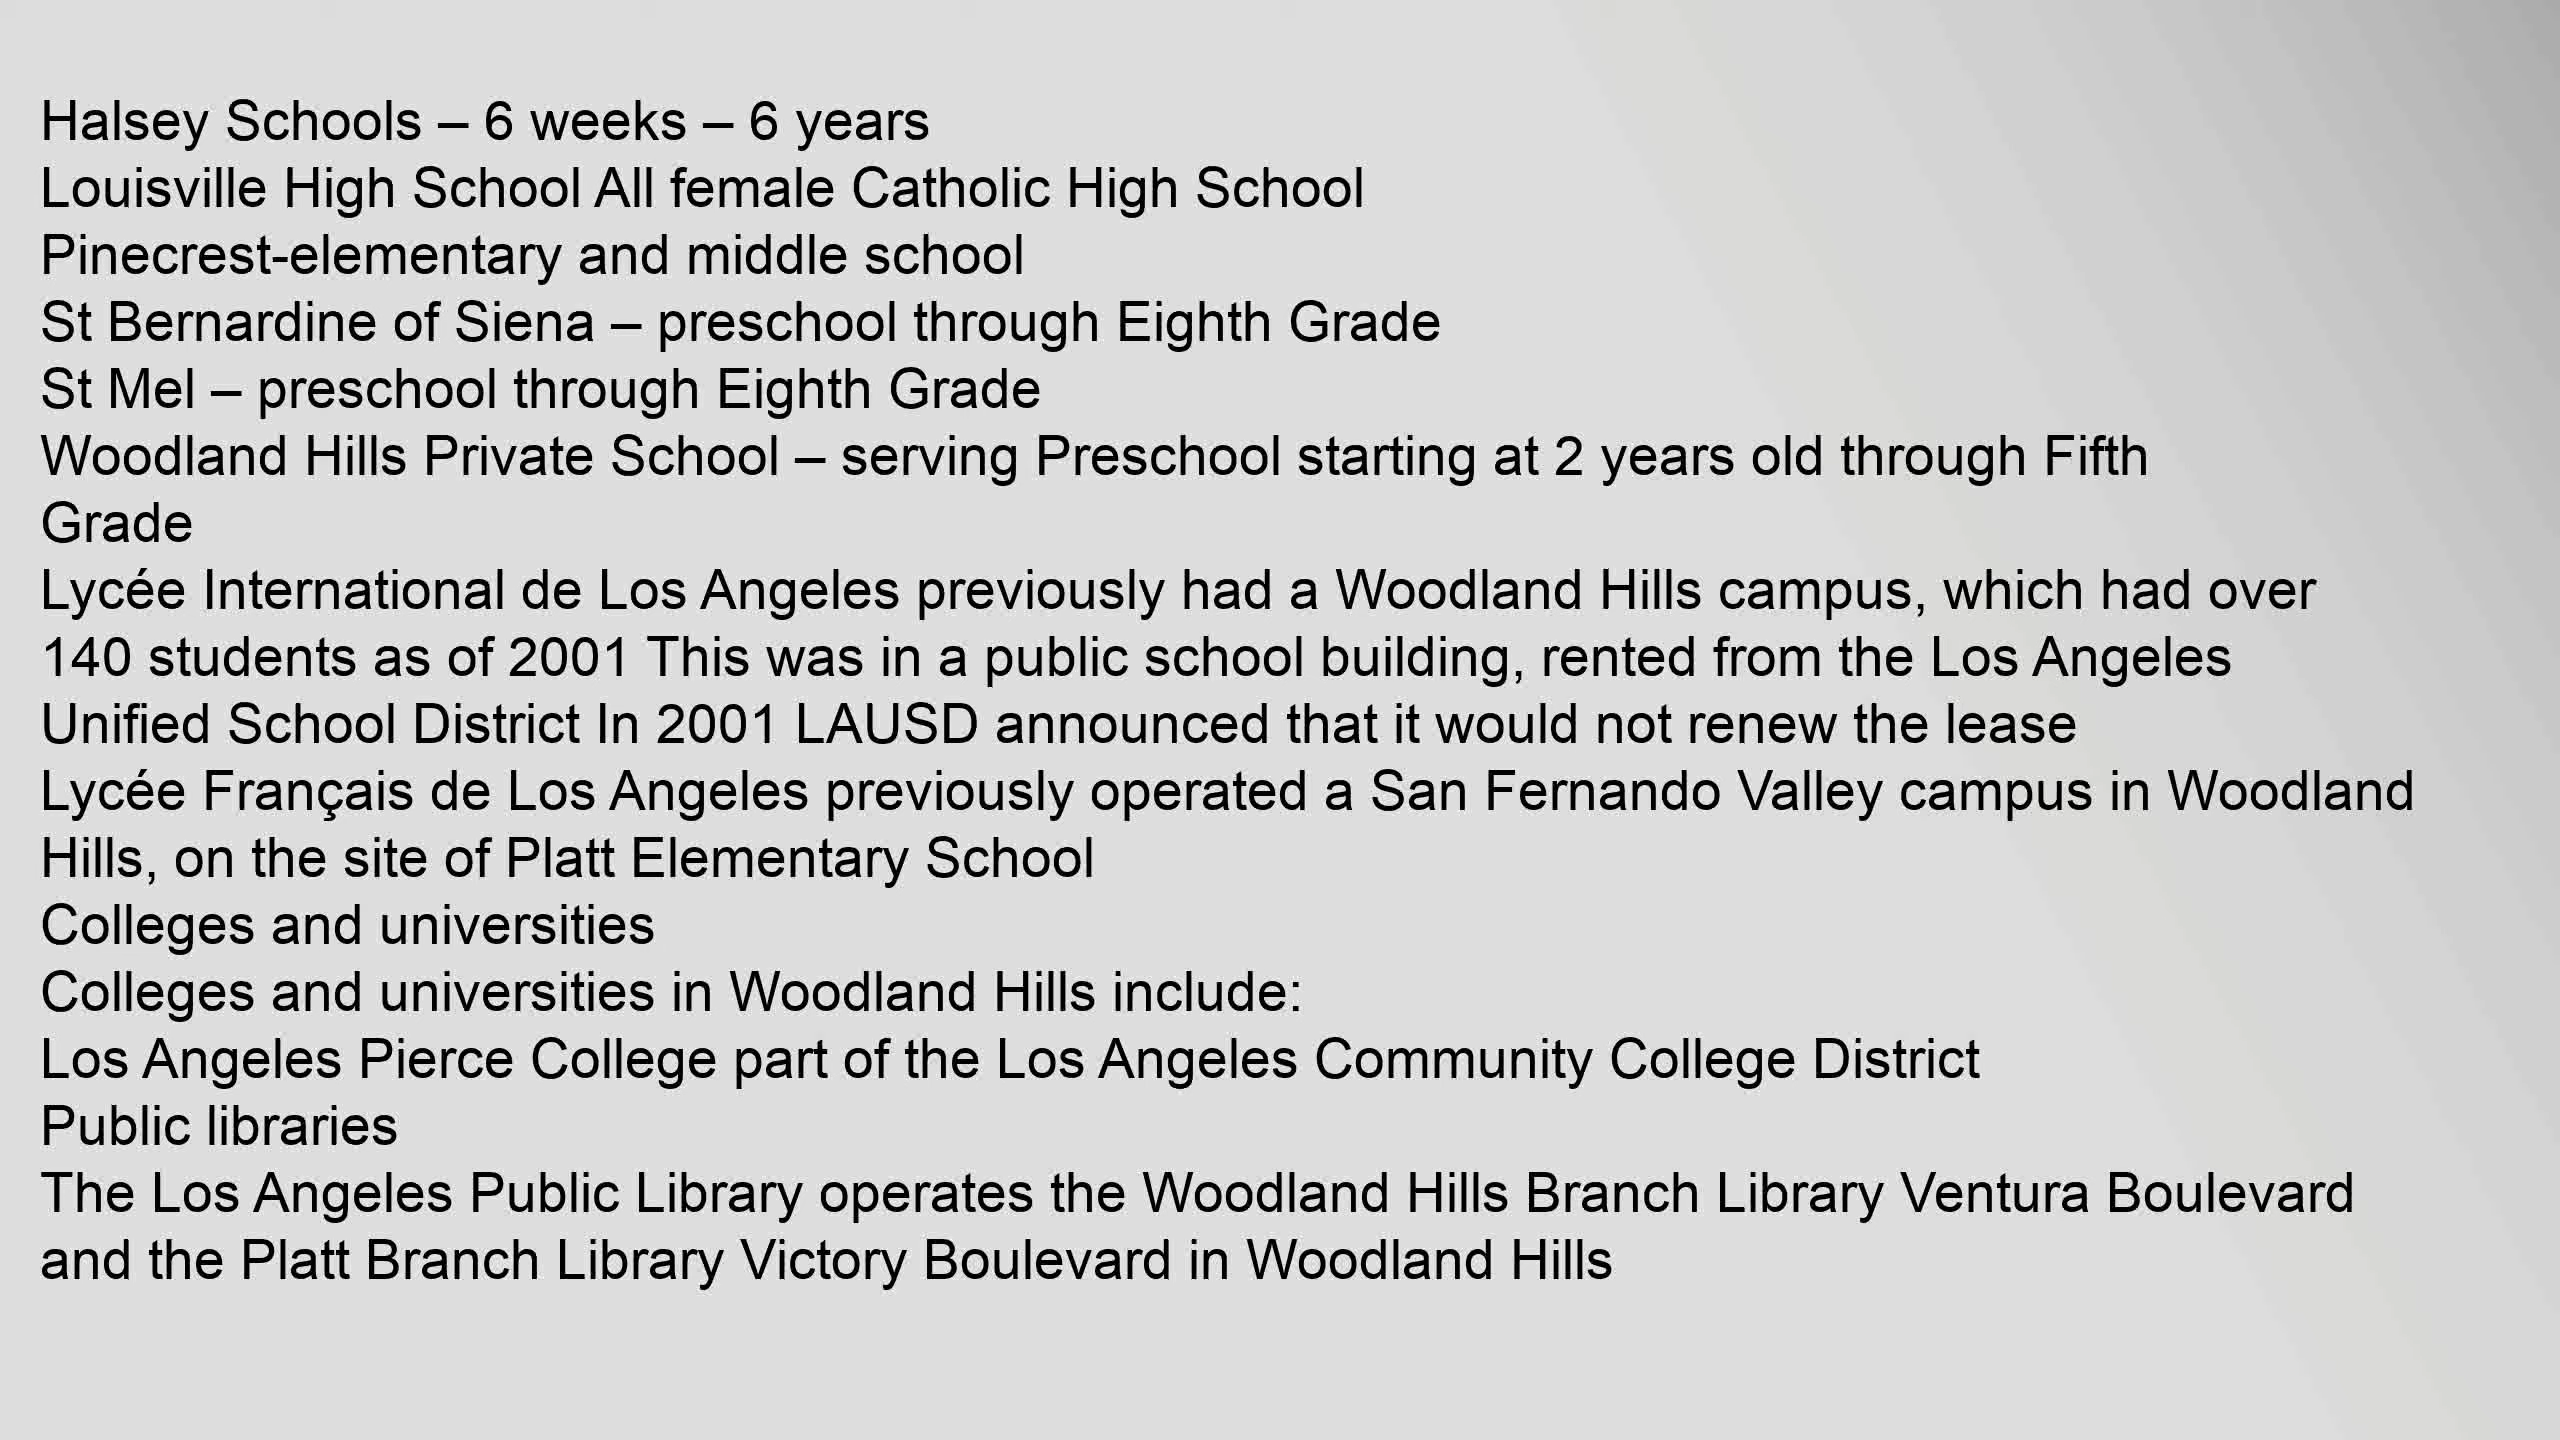 Halsey Schools – 6 weeks – 6 years
Louisville High School All female Catholic High School
Pinecrest-elementary and middle school
St Bernardine of Siena – preschool through Eighth Grade
St Mel – preschool through Eighth Grade
Woodland Hills Private School – serving Preschool starting at 2 years old through Fifth
Grade
Lycée International de Los Angeles previously had a Woodland Hills campus, which had over
140 students as of 2001 This was in a public school building, rented from the Los Angeles
Unified School District In 2001 LAUSD announced that it would not renew the lease
Lycée Français de Los Angeles previously operated a San Fernando Valley campus in Woodland
Hills, on the site of Platt Elementary School
Colleges and universities
Colleges and universities in Woodland Hills include:
Los Angeles Pierce College part of the Los Angeles Community College District
Public libraries
The Los Angeles Public Library operates the Woodland Hills Branch Library Ventura Boulevard
and the Platt Branch Library Victory Boulevard in Woodland Hills